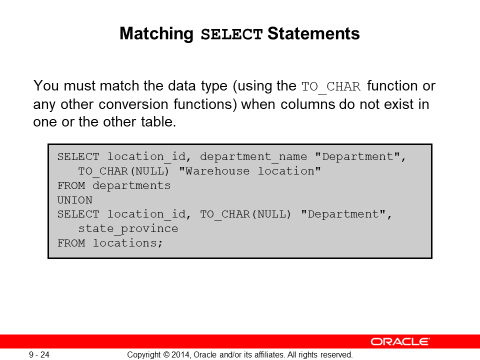 Matching SELECT Statements
You must match the data type (using the TO_CHAR function or
any other conversion functions) when columns do not exist in
one or the other table.
SELECT location_id, department_name "Department",
   TO_CHAR(NULL) "Warehouse location"
FROM departments
UNION
SELECT location_id, TO_CHAR(NULL) "Department",
   state_province
FROM locations;
ORACLE
9 - 24 Copyright © 2014, Oracle and/or its affiliates. All rights reserved.